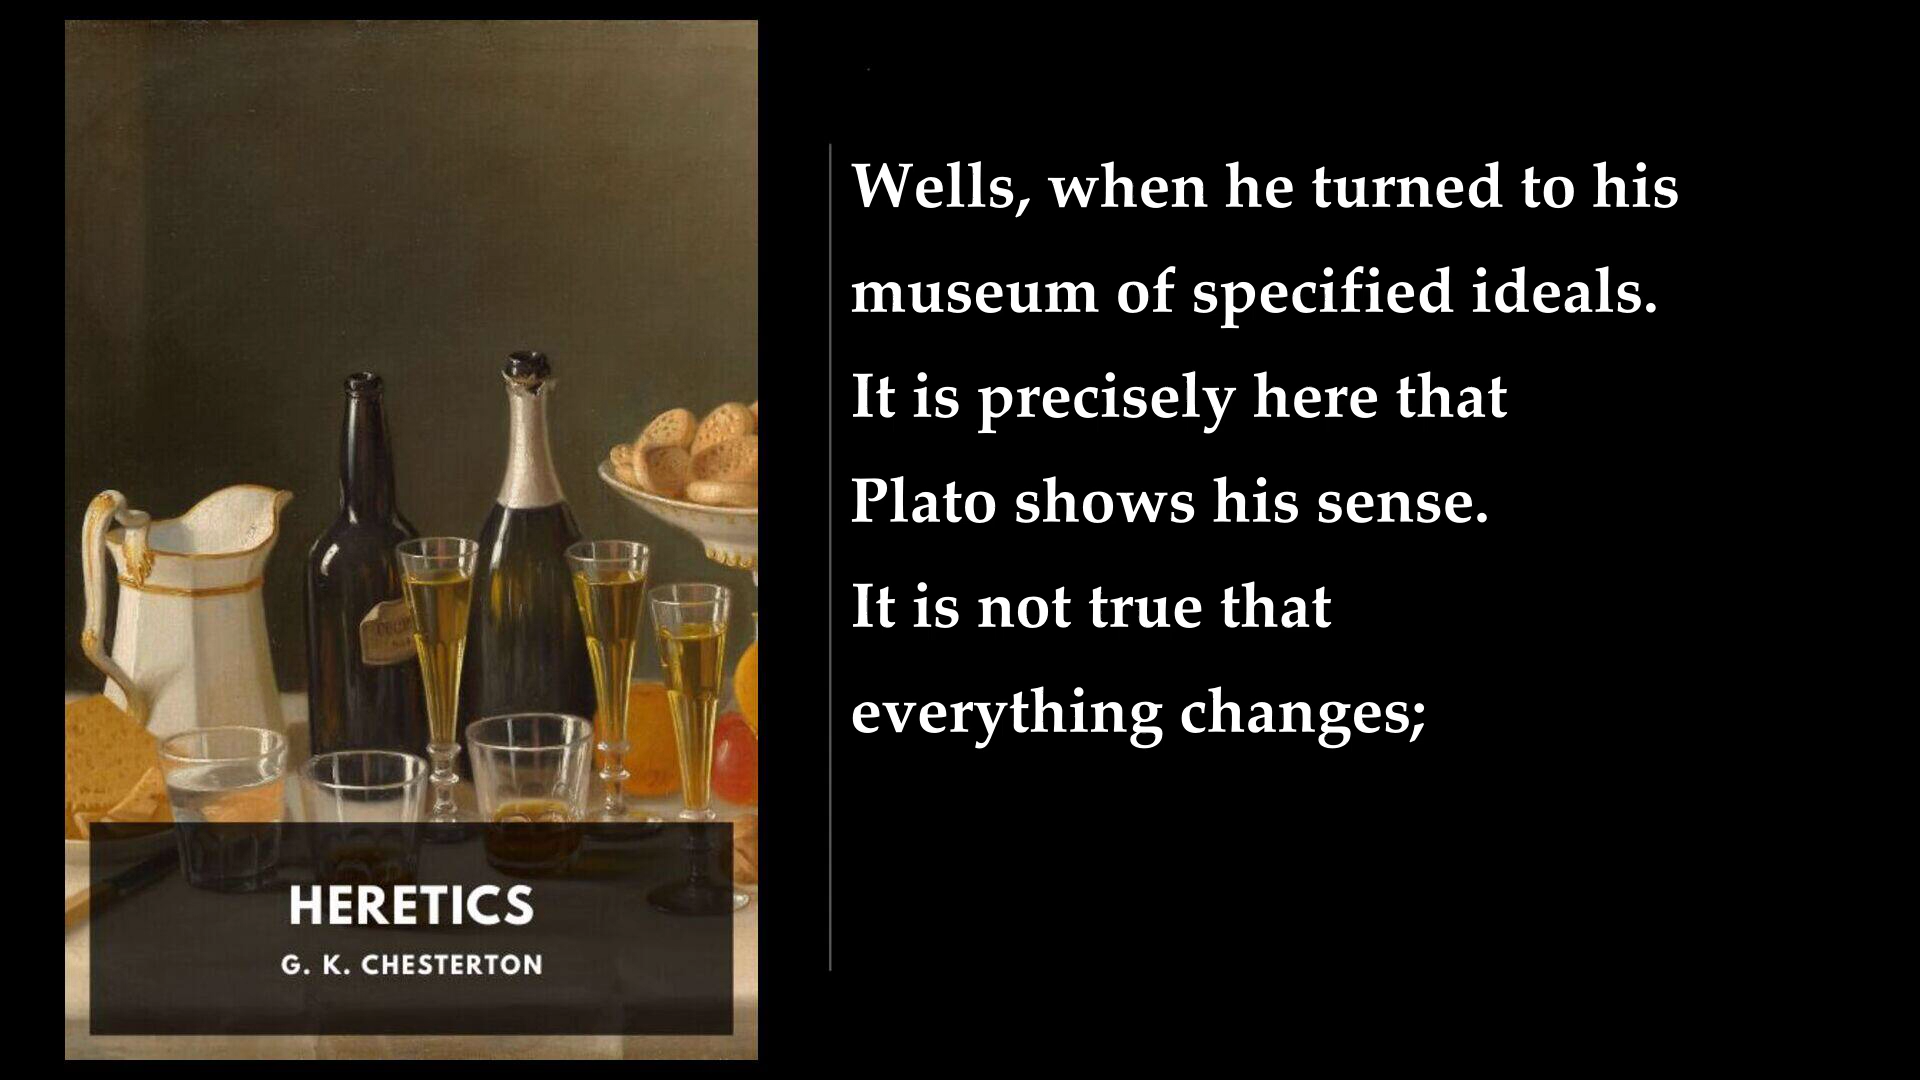 Wells, when he turned to his
museum of specified ideals.
It is precisely here that
Plato shows his sense.
It is not true that
everything changes;
HERETICS
G. K. CHESTERTON